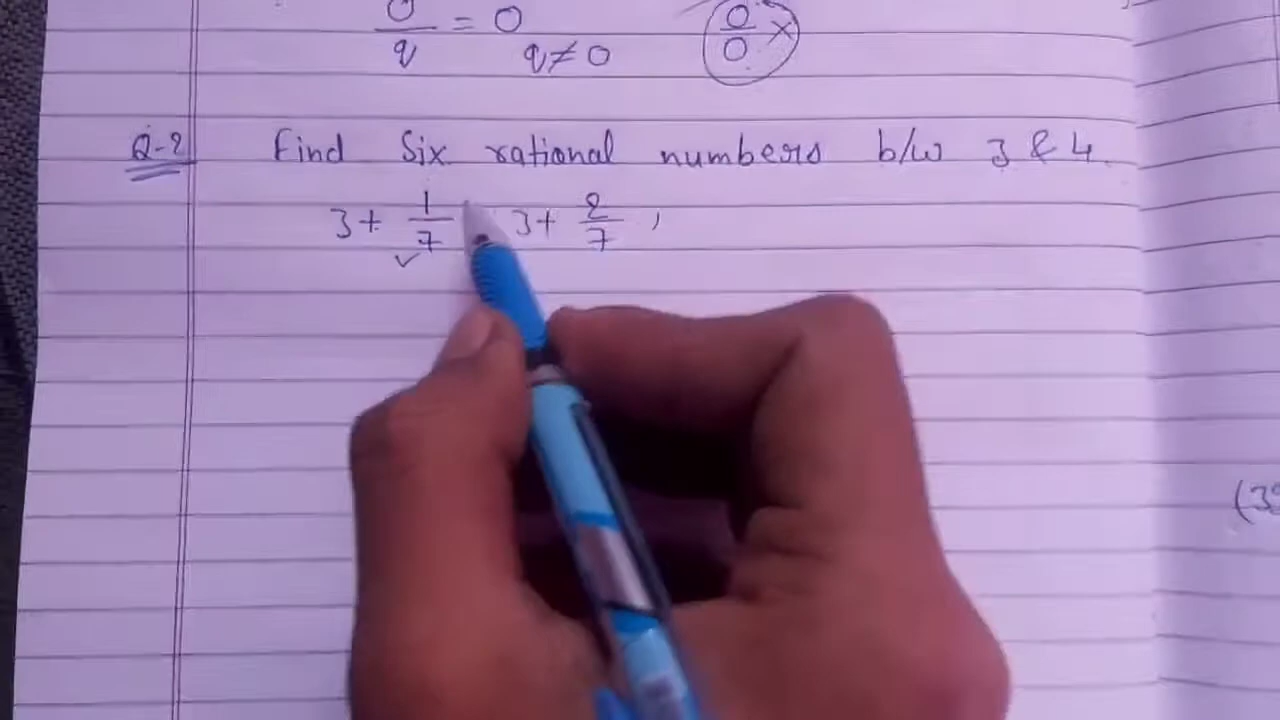 0/q = 0 0/0 ×
q ≠ 0
Q-2 Find Six rational numbers b/w 3 & 4
3 + 1/7 3 + 2/7 ,
✓